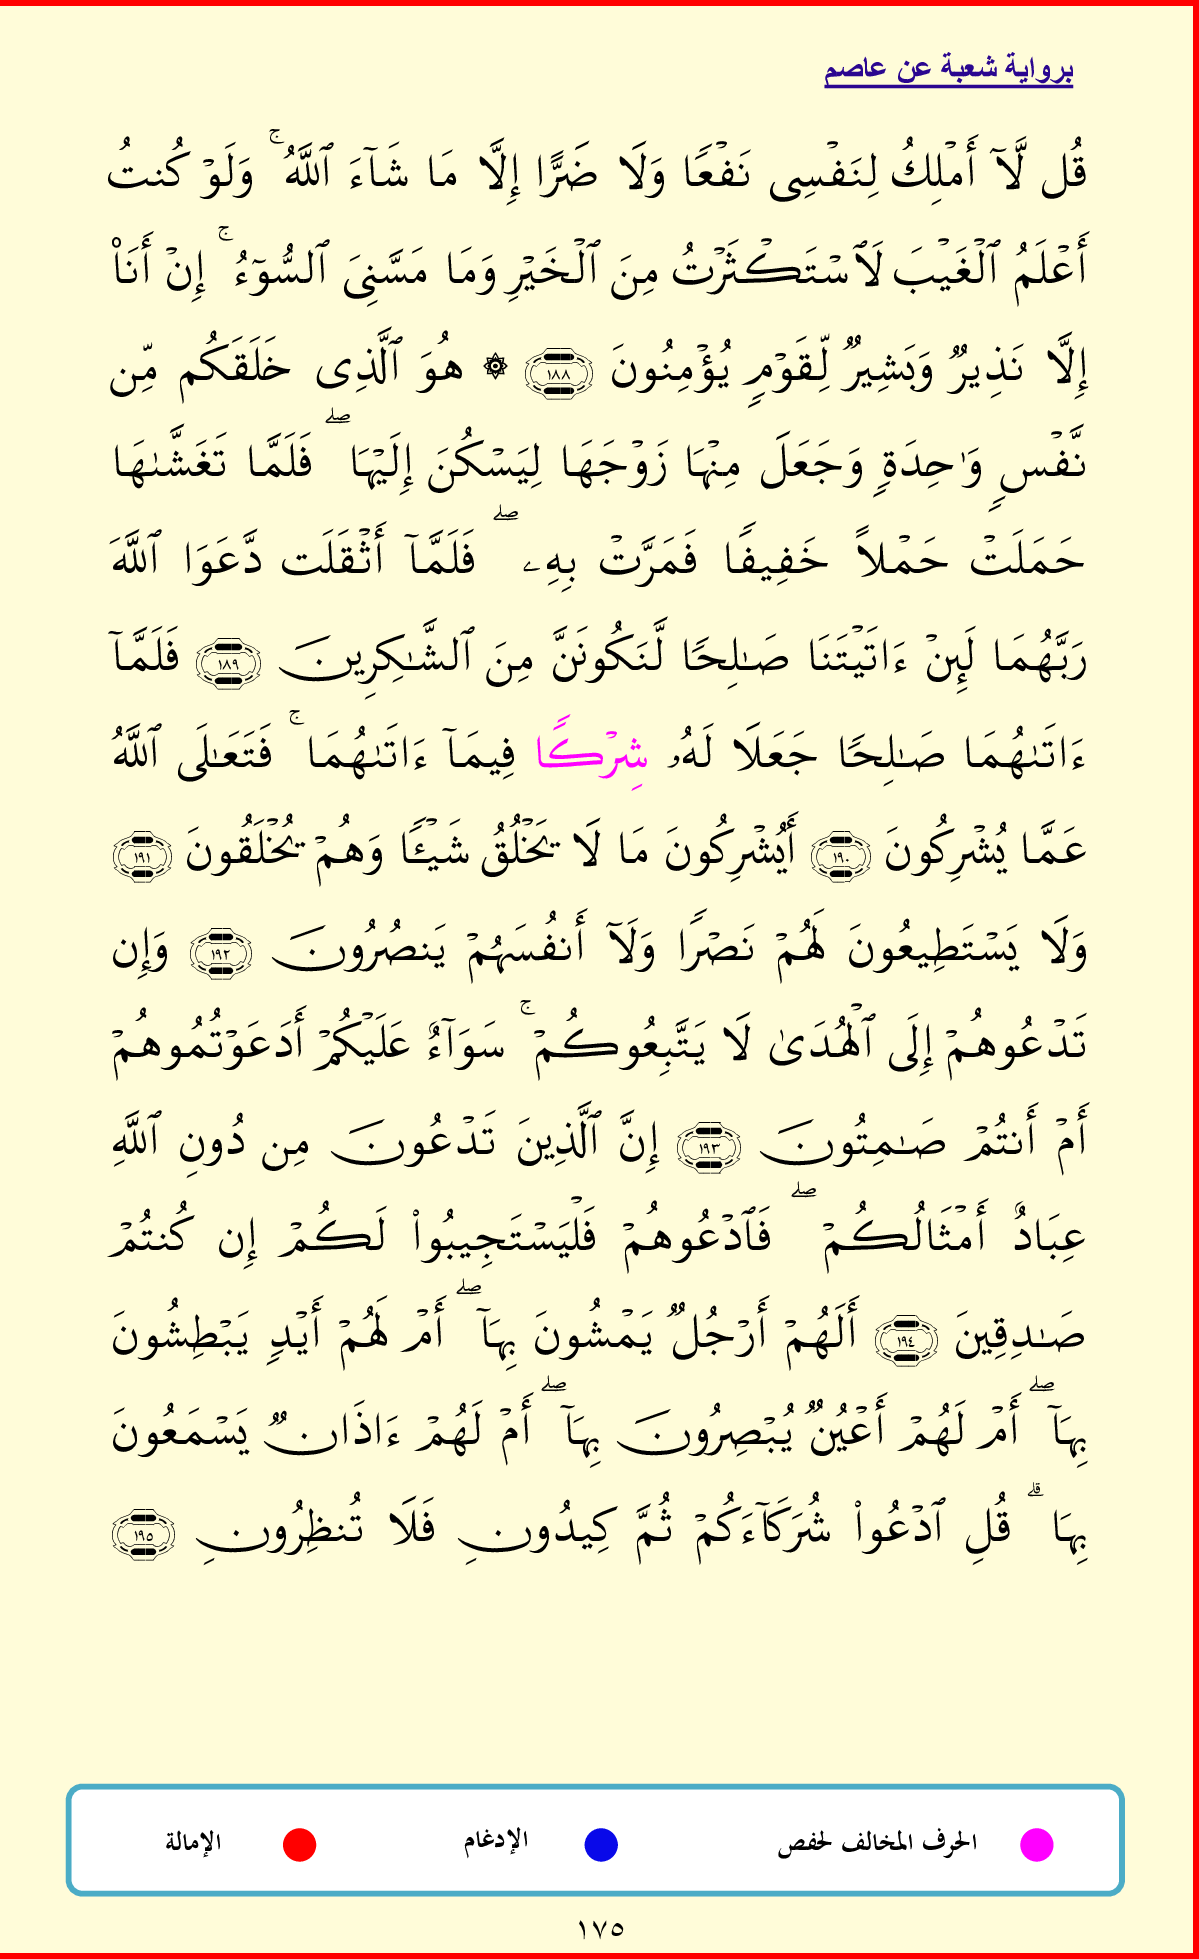 برواية شعبة عن عاصم
قُل لَّآ أَمۡلِكُ لِنَفۡسِى نَفۡعًا وَلَا ضَرًّا إِلَّا مَا شَآءَ ٱللَّهُۚ وَلَوۡ كُنتُ
أَعۡلَمُ ٱلۡغَيۡبَ لَٱسۡتَكۡثَرۡتُ مِنَ ٱلۡخَيۡرِ وَمَا مَسَّنِىَ ٱلسُّوٓءُۚ إِنۡ أَنَا۠
إِلَّا نَذِيرٌ وَبَشِيرٌ لِّقَوۡمٍ يُؤۡمِنُونَ ١٨٨ ۞ هُوَ ٱلَّذِى خَلَقَكُم مِّن
نَّفۡسٍ وَٰحِدَةٍ وَجَعَلَ مِنۡهَا زَوۡجَهَا لِيَسۡكُنَ إِلَيۡهَاۖ فَلَمَّا تَغَشَّىٰهَا
حَمَلَتۡ حَمۡلاً خَفِيفًا فَمَرَّتۡ بِهِۦۖ فَلَمَّآ أَثۡقَلَت دَّعَوَا ٱللَّهَ
رَبَّهُمَا لَئِنۡ ءَاتَيۡتَنَا صَـٰلِحًا لَّنَكُونَنَّ مِنَ ٱلشَّـٰكِرِينَ ١٨٩ فَلَمَّآ
ءَاتَىٰهُمَا صَـٰلِحًا جَعَلَا لَهُۥ شِرۡكًا فِيمَآ ءَاتَىٰهُمَاۚ فَتَعَـٰلَى ٱللَّهُ
عَمَّا يُشۡرِكُونَ ١٩٠ أَيُشۡرِكُونَ مَا لَا يَخۡلُقُ شَيۡـًٔا وَهُمۡ يُخۡلَقُونَ ١٩١
وَلَا يَسۡتَطِيعُونَ لَهُمۡ نَصۡرًا وَلَآ أَنفُسَهُمۡ يَنصُرُونَ ١٩٢ وَإِن
تَدۡعُوهُمۡ إِلَى ٱلۡهُدَىٰ لَا يَتَّبِعُوكُمۡۚ سَوَآءٌ عَلَيۡكُمۡ أَدَعَوۡتُمُوهُمۡ
أَمۡ أَنتُمۡ صَـٰمِتُونَ ١٩٣ إِنَّ ٱلَّذِينَ تَدۡعُونَ مِن دُونِ ٱللَّهِ
عِبَادٌ أَمۡثَالُكُمۡۖ فَٱدۡعُوهُمۡ فَلۡيَسۡتَجِيبُواْ لَكُمۡ إِن كُنتُمۡ
صَـٰدِقِينَ ١٩٤ أَلَهُمۡ أَرۡجُلٌ يَمۡشُونَ بِهَآۖ أَمۡ لَهُمۡ أَيۡدٍ يَبۡطِشُونَ
بِهَآۖ أَمۡ لَهُمۡ أَعۡيُنٌ يُبۡصِرُونَ بِهَآۖ أَمۡ لَهُمۡ ءَاذَانٌ يَسۡمَعُونَ
بِهَاۗ قُلِ ٱدۡعُواْ شُرَكَآءَكُمۡ ثُمَّ كِيدُونِ فَلَا تُنظِرُونِ ١٩٥
الحرف المخالف لحفص الإدغام الإمالة
١٧٥